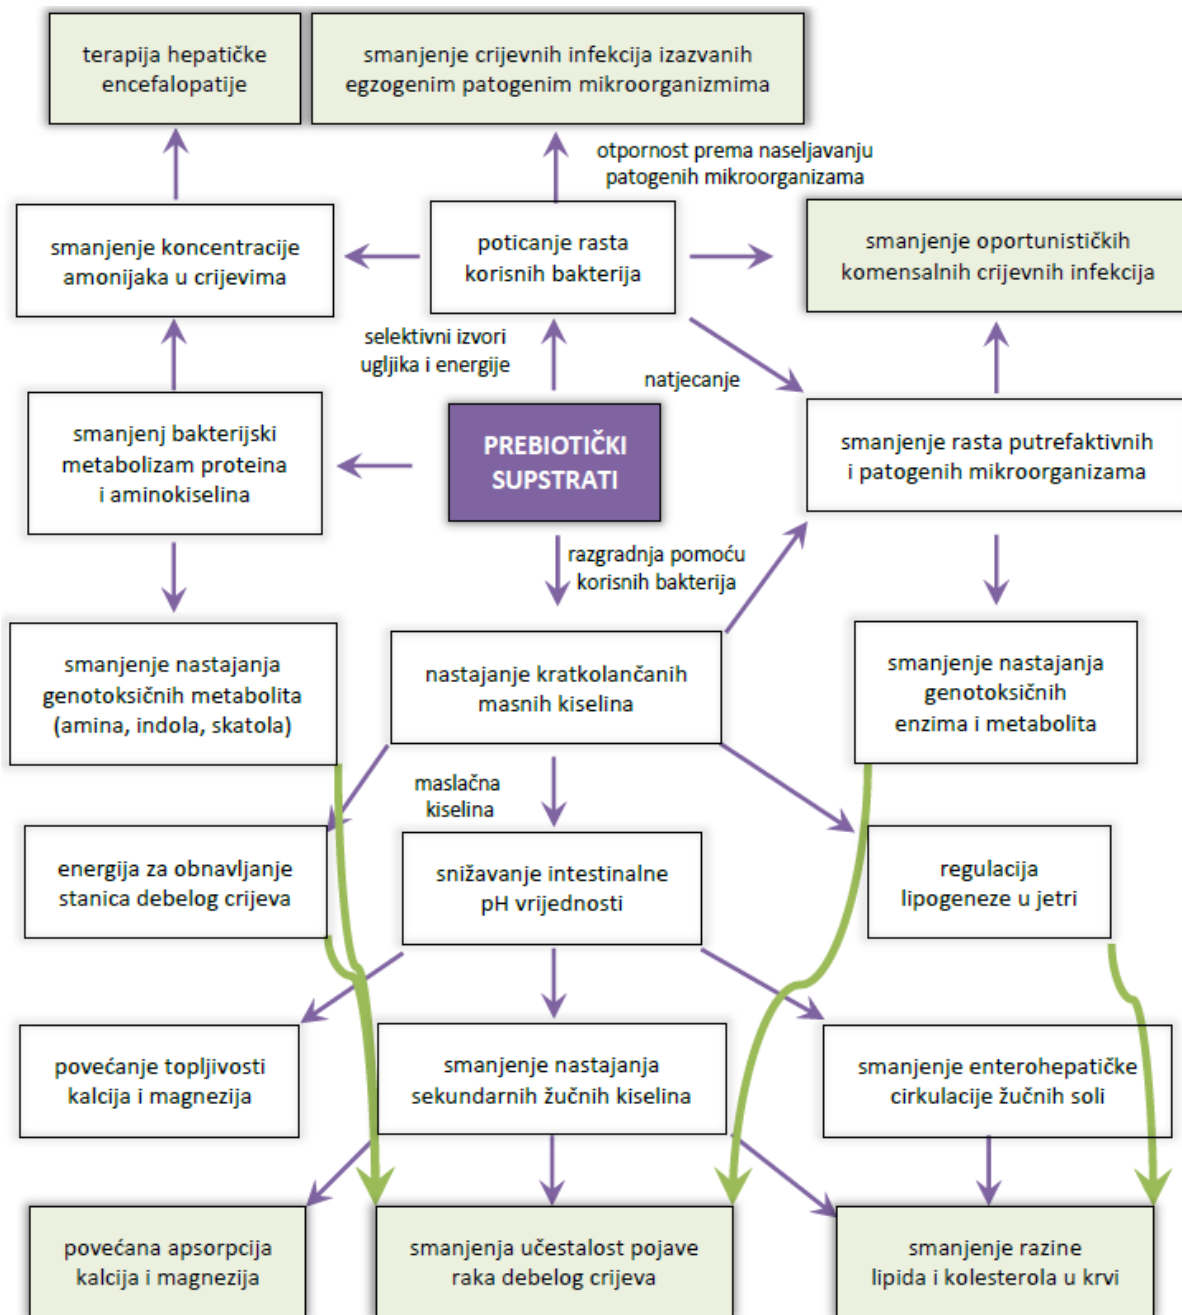 terapija hepatičke
encefalopatije
smanjenje crijevnih infekcija izazvanih
egzogenim patogenim mikroorganizmima
otpornost prema naseljavanju
patogenih mikroorganizama
smanjenje koncentracije
amonijaka u crijevima
poticanje rasta
korisnih bakterija
smanjenje oportunističkih
komensalnih crijevnih infekcija
selektivni izvori
ugljika i energije
natjecanje
smanjenj bakterijski
metabolizam proteina
i aminokiselina
PREBIOTIČKI
SUPSTRATI
smanjenje rasta putrefaktivnih
i patogenih mikroorganizama
razgradnja pomoću
korisnih bakterija
smanjenje nastajanja
genotoksičnih metabolita
(amina, indola, skatola)
nastajanje kratkolančanih
masnih kiselina
smanjenje nastajanja
genotoksičnih
enzima i metabolita
maslačna
kiselina
energija za obnavljanje
stanica debelog crijeva
snižavanje intestinalne
pH vrijednosti
regulacija
lipogeneze u jetri
povećanje topljivosti
kalcija i magnezija
smanjenje nastajanja
sekundarnih žučnih kiselina
smanjenje enterohepatičke
cirkulacije žučnih soli
povećana apsorpcija
kalcija i magnezija
smanjenja učestalost pojave
raka debelog crijeva
smanjenje razine
lipida i kolesterola u krvi